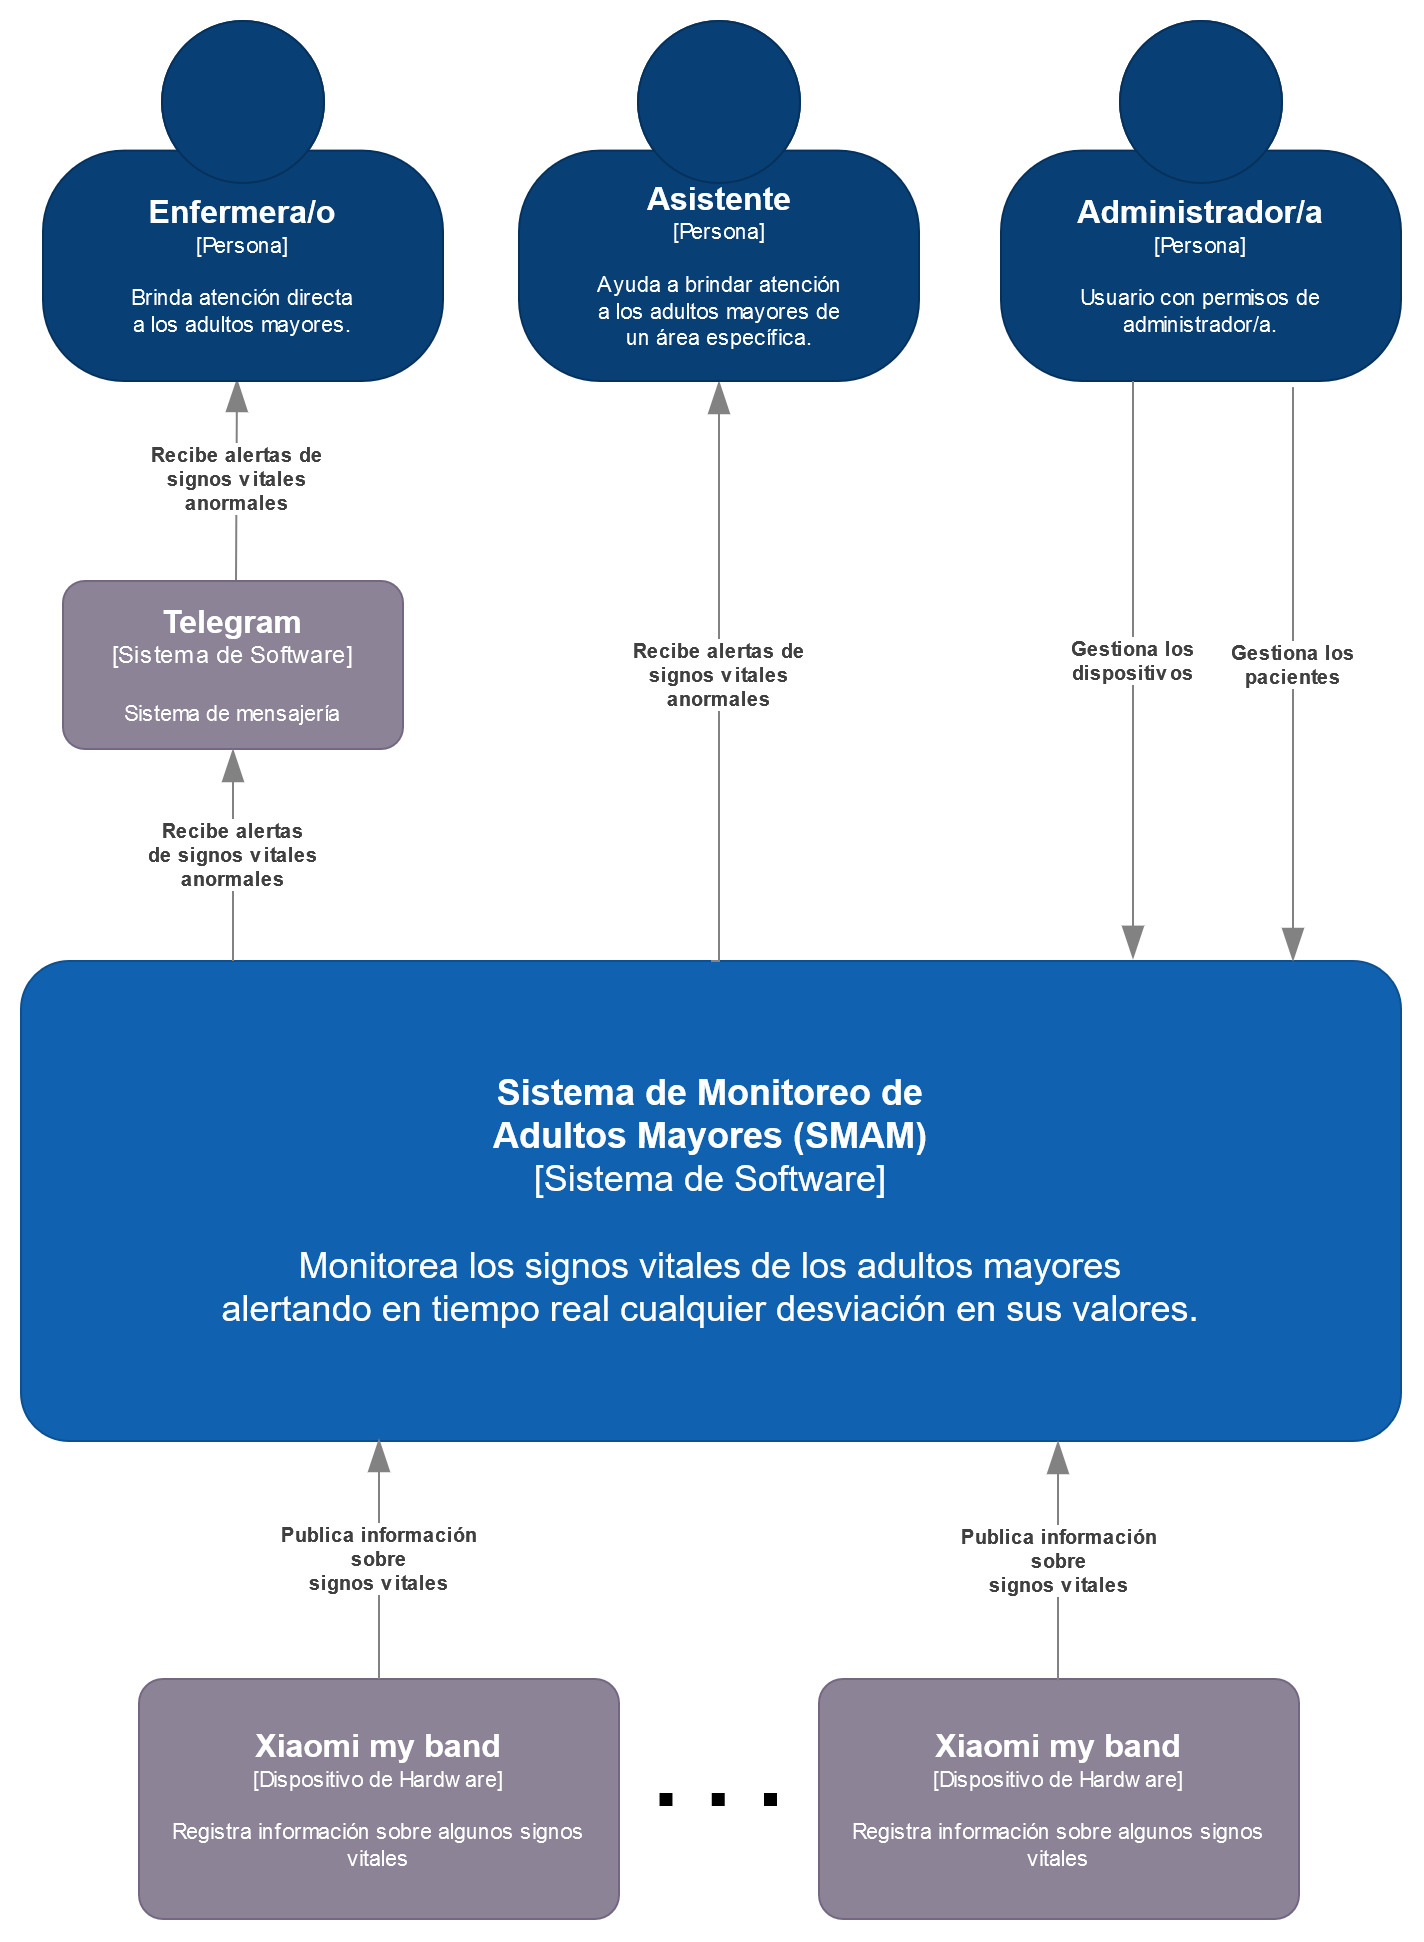 Enfermera/o
[Persona]
Brinda atención directa
a los adultos mayores.
Asistente
[Persona]
Ayuda a brindar atención
a los adultos mayores de
un área específica.
Administrador/a
[Persona]
Usuario con permisos de
administrador/a.
Recibe alertas de
signos vitales
anormales
Telegram
[Sistema de Software]
Sistema de mensajería
Recibe alertas
de signos vitales
anormales
Recibe alertas de
signos vitales
anormales
Gestiona los
dispositivos
Gestiona los
pacientes
Sistema de Monitoreo de
Adultos Mayores (SMAM)
[Sistema de Software]
Monitorea los signos vitales de los adultos mayores
alertando en tiempo real cualquier desviación en sus valores.
Publica información
sobre
signos vitales
Publica información
sobre
signos vitales
Xiaomi my band
[Dispositivo de Hardware]
Registra información sobre algunos signos
vitales
. . .
Xiaomi my band
[Dispositivo de Hardware]
Registra información sobre algunos signos
vitales